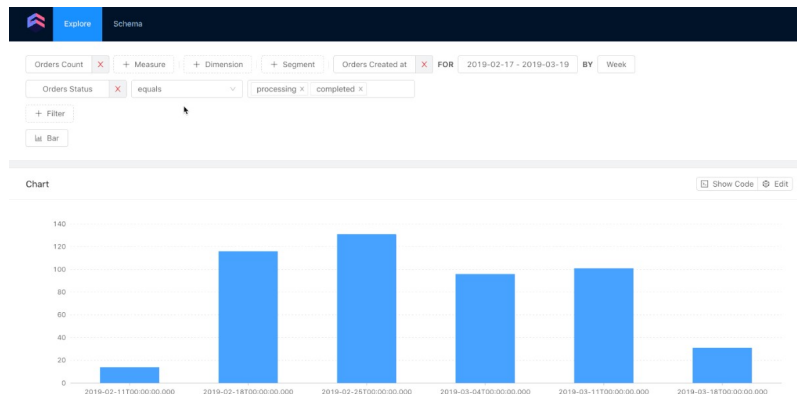 Explore Schema
Orders Count X + Measure + Dimension + Segment Orders Created at X FOR 2019-02-17 - 2019-03-19 BY Week
Orders Status X equals processing × completed ×
+ Filter
Bar
Chart Show Code Edit
140
120
100
80
60
40
20
0
2019-02-11T00:00:00.000 2019-02-18T00:00:00.000 2019-02-25T00:00:00.000 2019-03-04T00:00:00.000 2019-03-11T00:00:00.000 2019-03-18T00:00:00.000